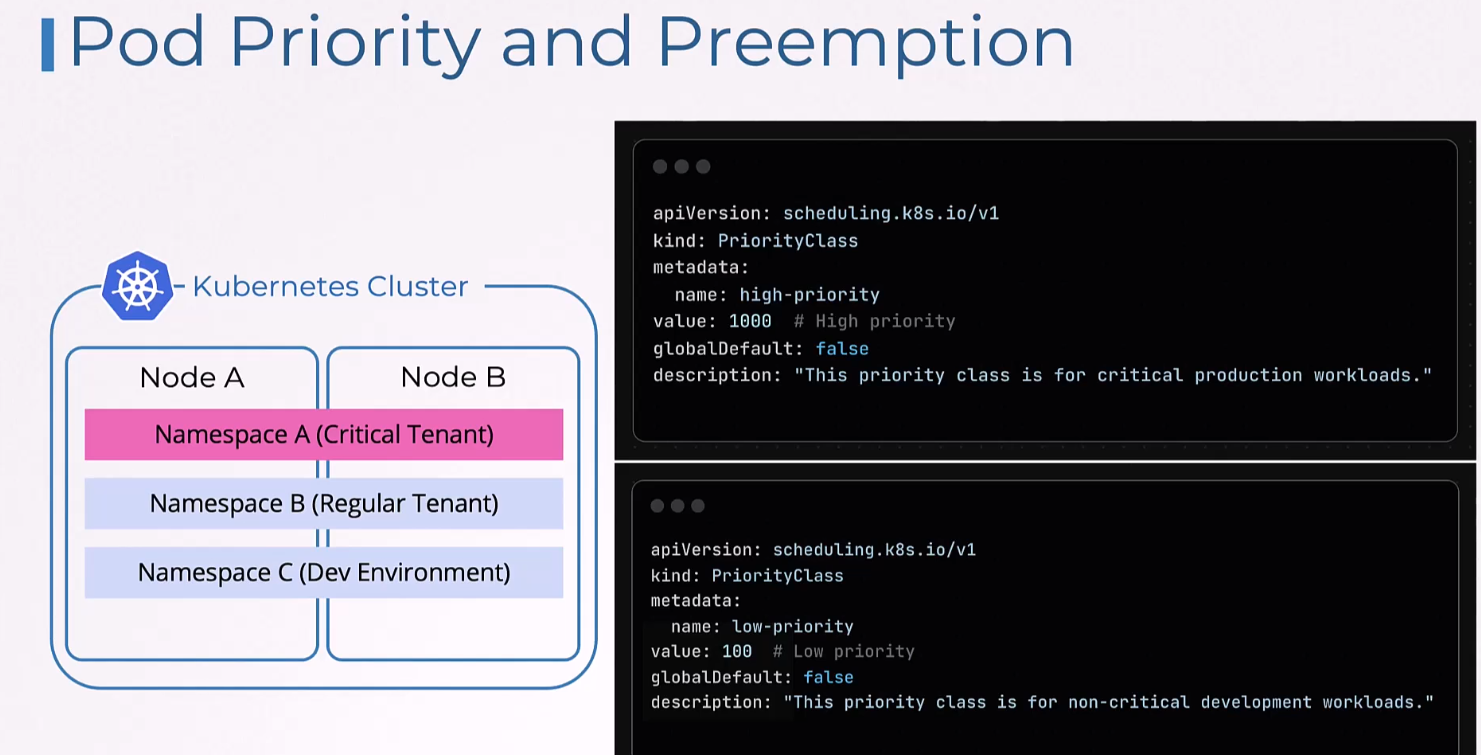 Pod Priority and Preemption
Kubernetes Cluster
Node A
Node B
Namespace A (Critical Tenant)
Namespace B (Regular Tenant)
Namespace C (Dev Environment)
apiVersion: scheduling.k8s.io/v1
kind: PriorityClass
metadata:
  name: high-priority
value: 1000  # High priority
globalDefault: false
description: "This priority class is for critical production workloads."
apiVersion: scheduling.k8s.io/v1
kind: PriorityClass
metadata:
  name: low-priority
value: 100  # Low priority
globalDefault: false
description: "This priority class is for non-critical development workloads."